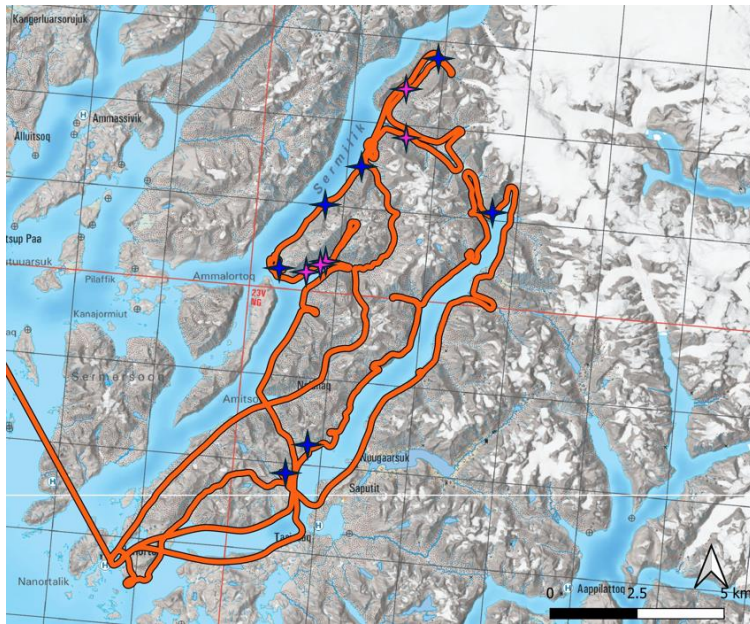 Kangerluarsorujuk
Ammassivik
Alluitsoq
Sermilik
tsup Paa
Ammalortoq
Pilaffik
23V
NG
Kanajormiut
Sermersooq
Amitsoq
Nuugaarsuk
Saputit
H
Nanortalik
Aappilattoq
0 2.5 5 km